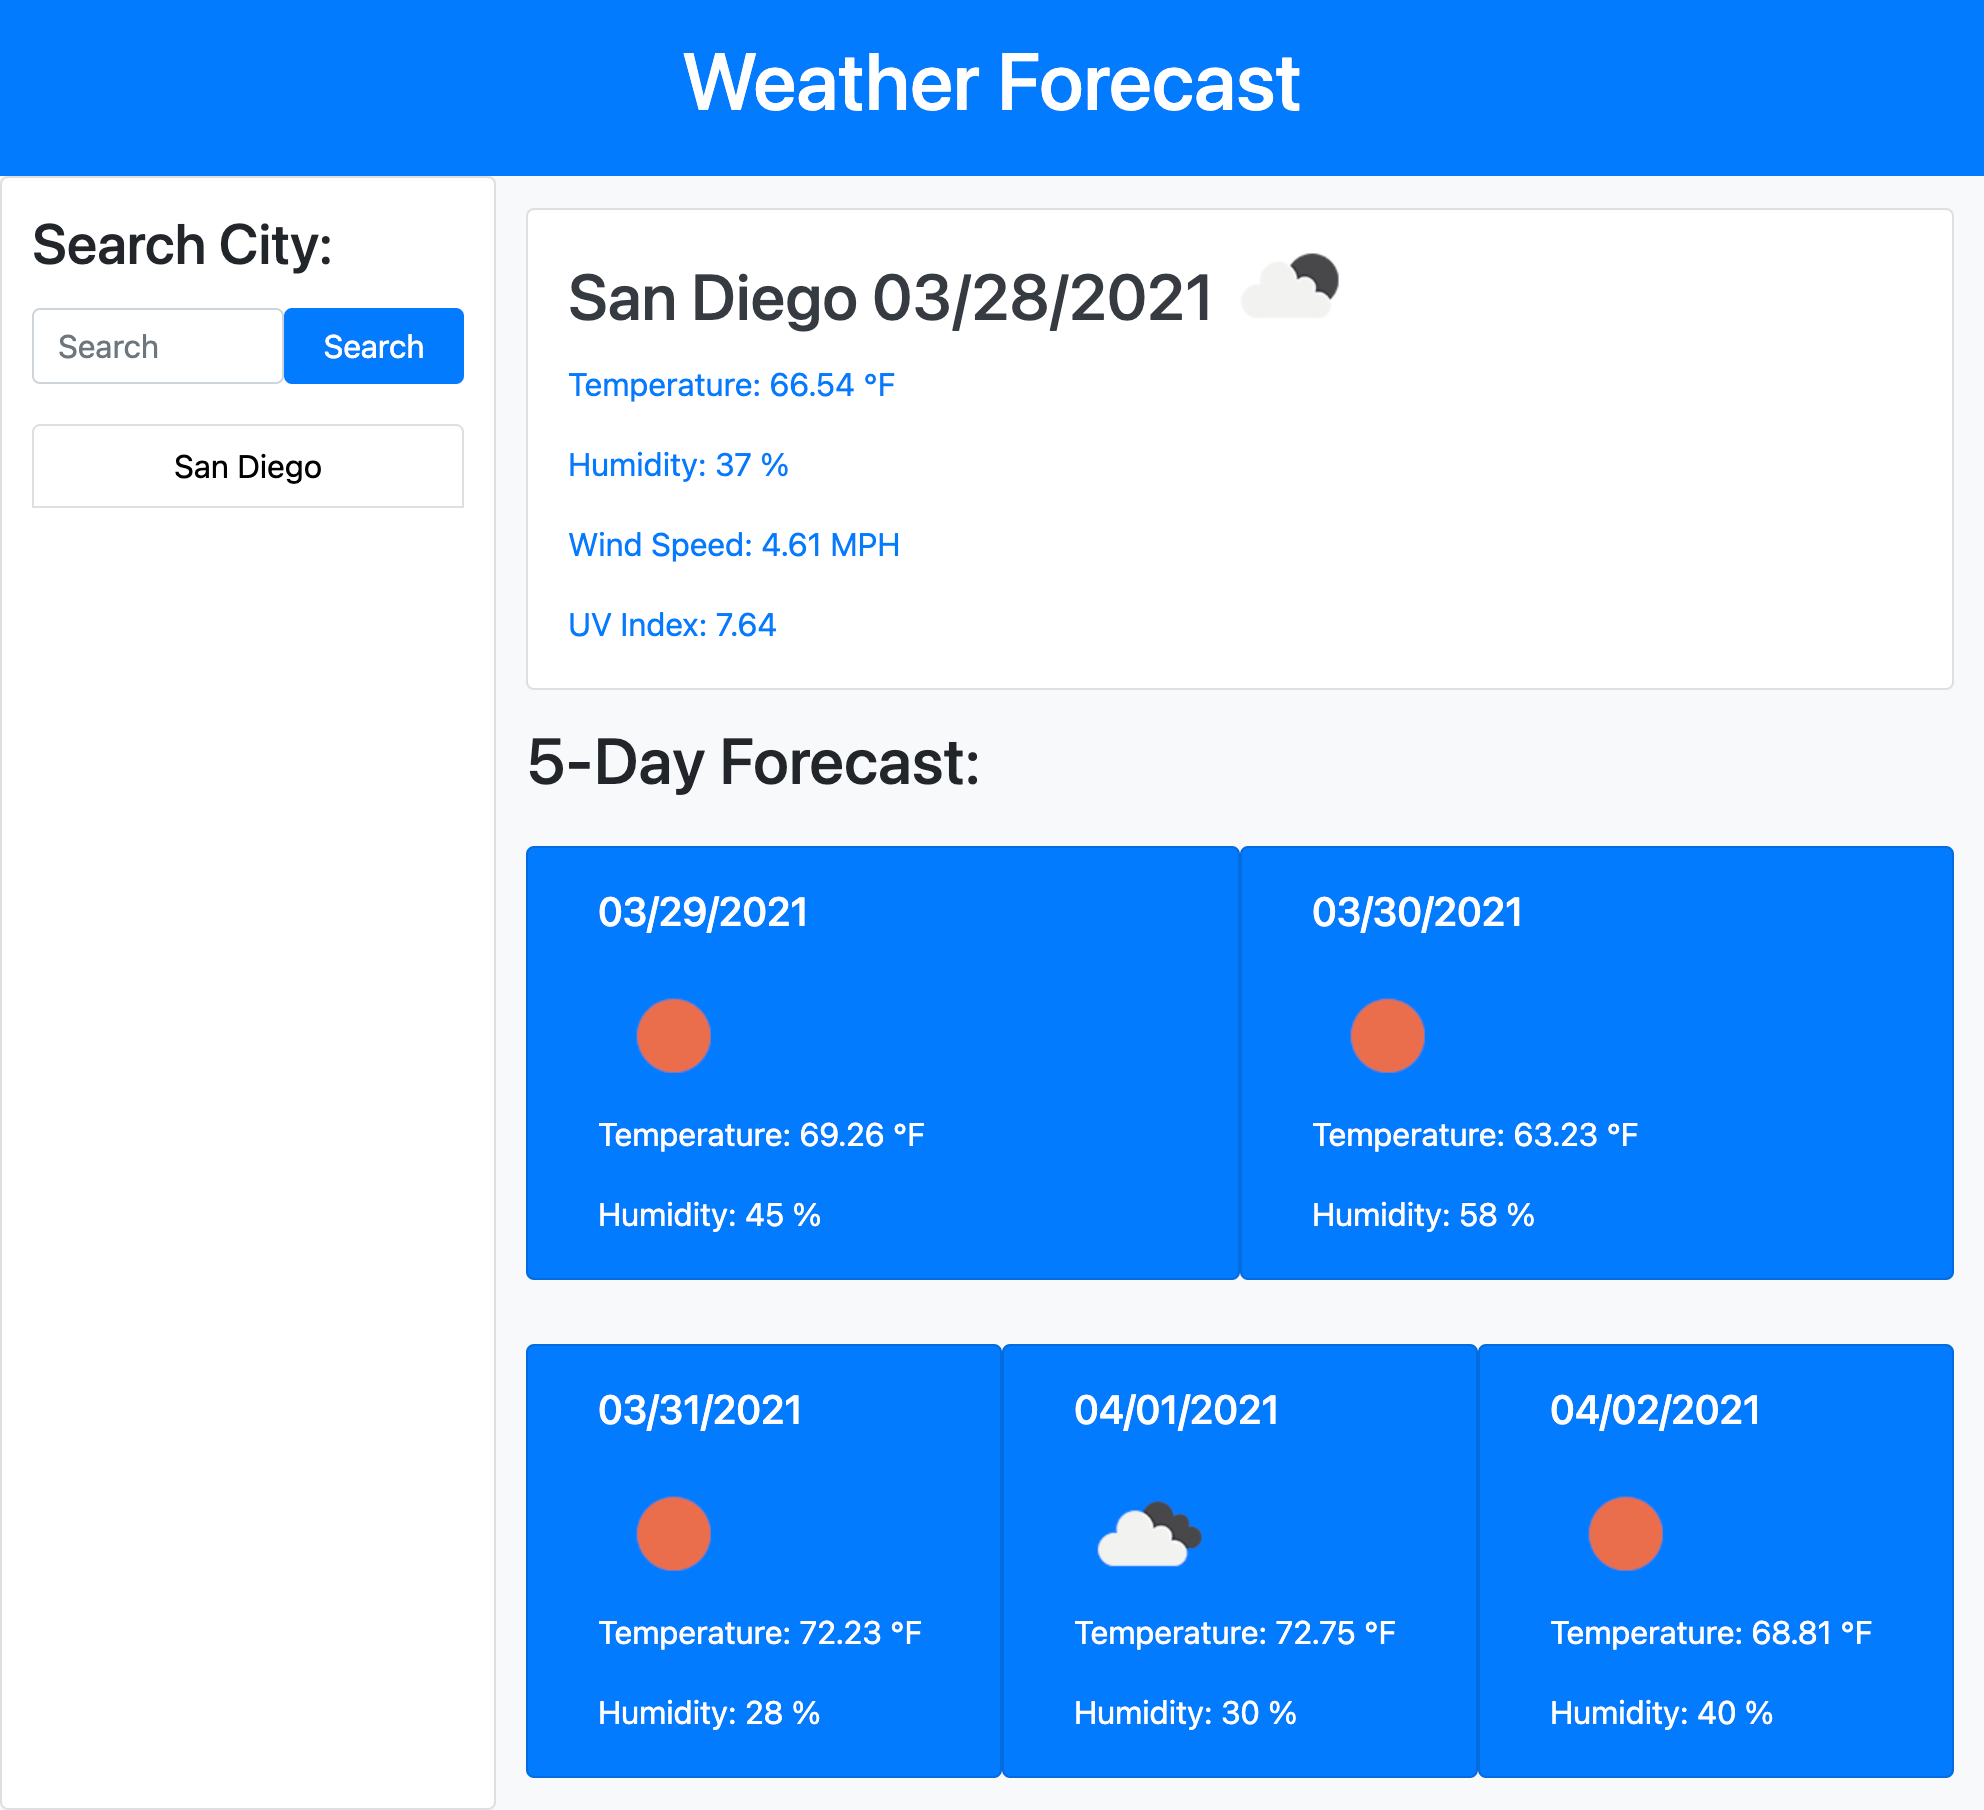 Weather Forecast
Search City:
Search
Search
San Diego
San Diego 03/28/2021
Temperature: 66.54 °F
Humidity: 37 %
Wind Speed: 4.61 MPH
UV Index: 7.64
5-Day Forecast:
03/29/2021
Temperature: 69.26 °F
Humidity: 45 %
03/30/2021
Temperature: 63.23 °F
Humidity: 58 %
03/31/2021
Temperature: 72.23 °F
Humidity: 28 %
04/01/2021
Temperature: 72.75 °F
Humidity: 30 %
04/02/2021
Temperature: 68.81 °F
Humidity: 40 %